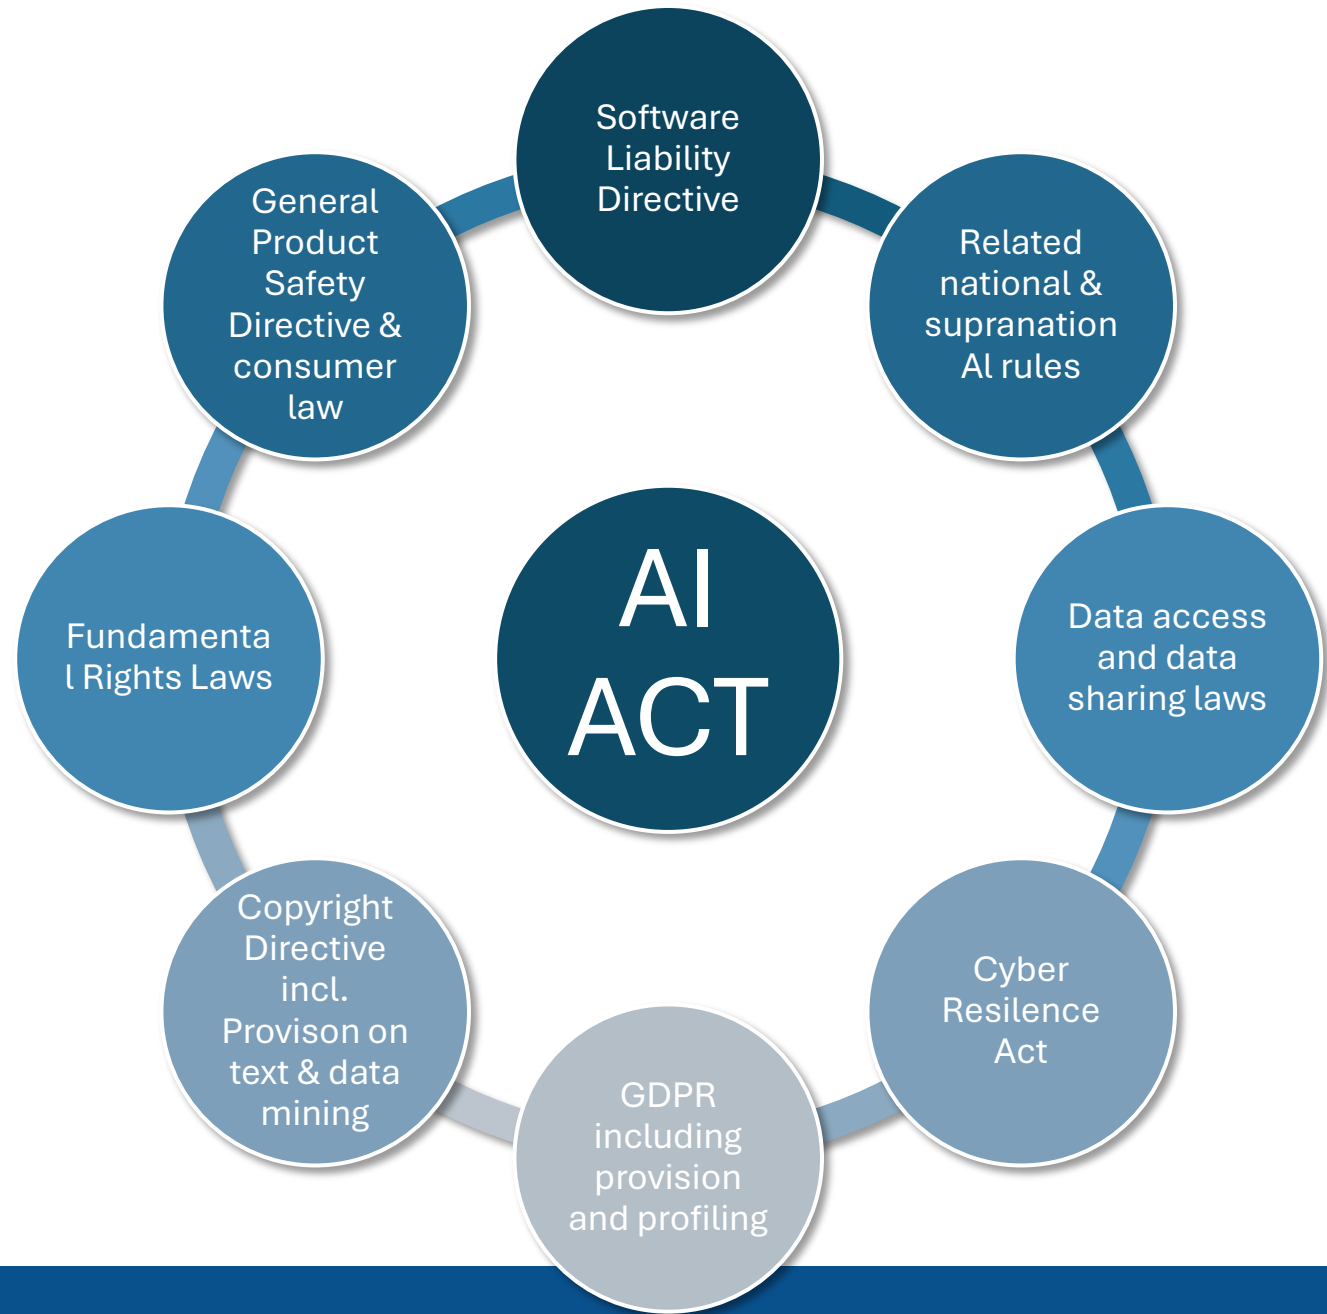 Software
Liability
Directive
Related
national &
supranation
AI rules
Data access
and data
sharing laws
Cyber
Resilence
Act
GDPR
including
provision
and profiling
Copyright
Directive
incl.
Provison on
text & data
mining
Fundamenta
l Rights Laws
General
Product
Safety
Directive &
consumer
law
AI
ACT